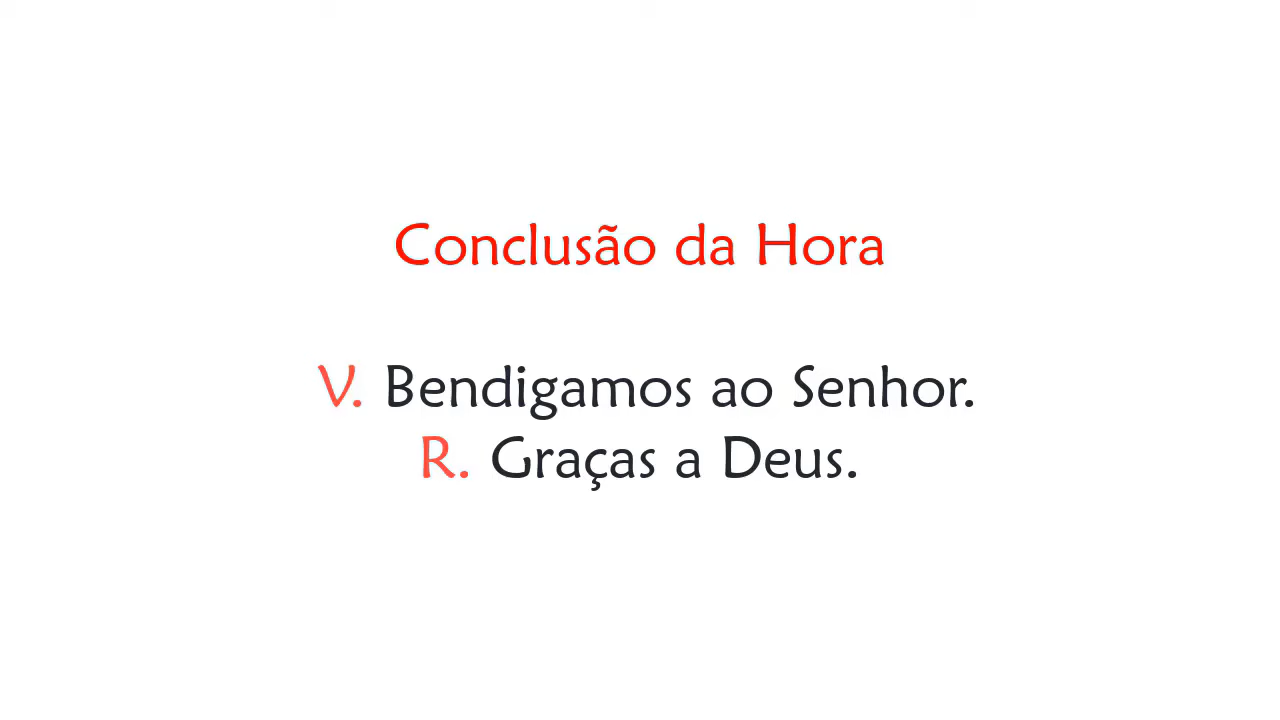 Conclusão da Hora
V. Bendigamos ao Senhor.
R. Graças a Deus.